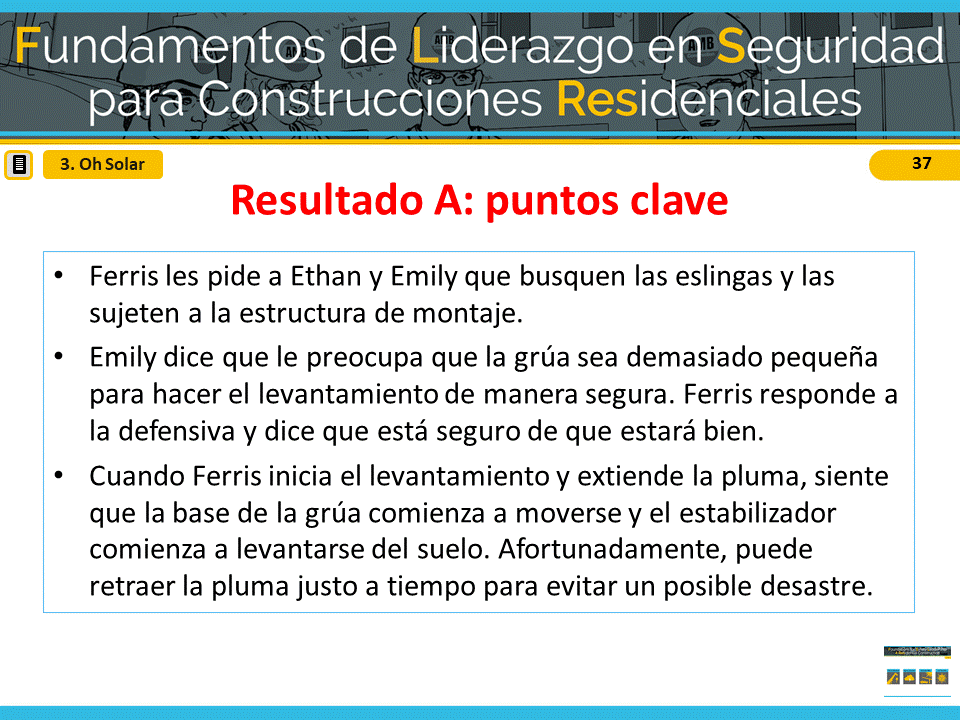 Fundamentos de Liderazgo en Seguridad
para Construcciones Residenciales
3. Oh Solar
37
Resultado A: puntos clave
• Ferris les pide a Ethan y Emily que busquen las eslingas y las
sujeten a la estructura de montaje.
• Emily dice que le preocupa que la grúa sea demasiado pequeña
para hacer el levantamiento de manera segura. Ferris responde a
la defensiva y dice que está seguro de que estará bien.
• Cuando Ferris inicia el levantamiento y extiende la pluma, siente
que la base de la grúa comienza a moverse y el estabilizador
comienza a levantarse del suelo. Afortunadamente, puede
retraer la pluma justo a tiempo para evitar un posible desastre.